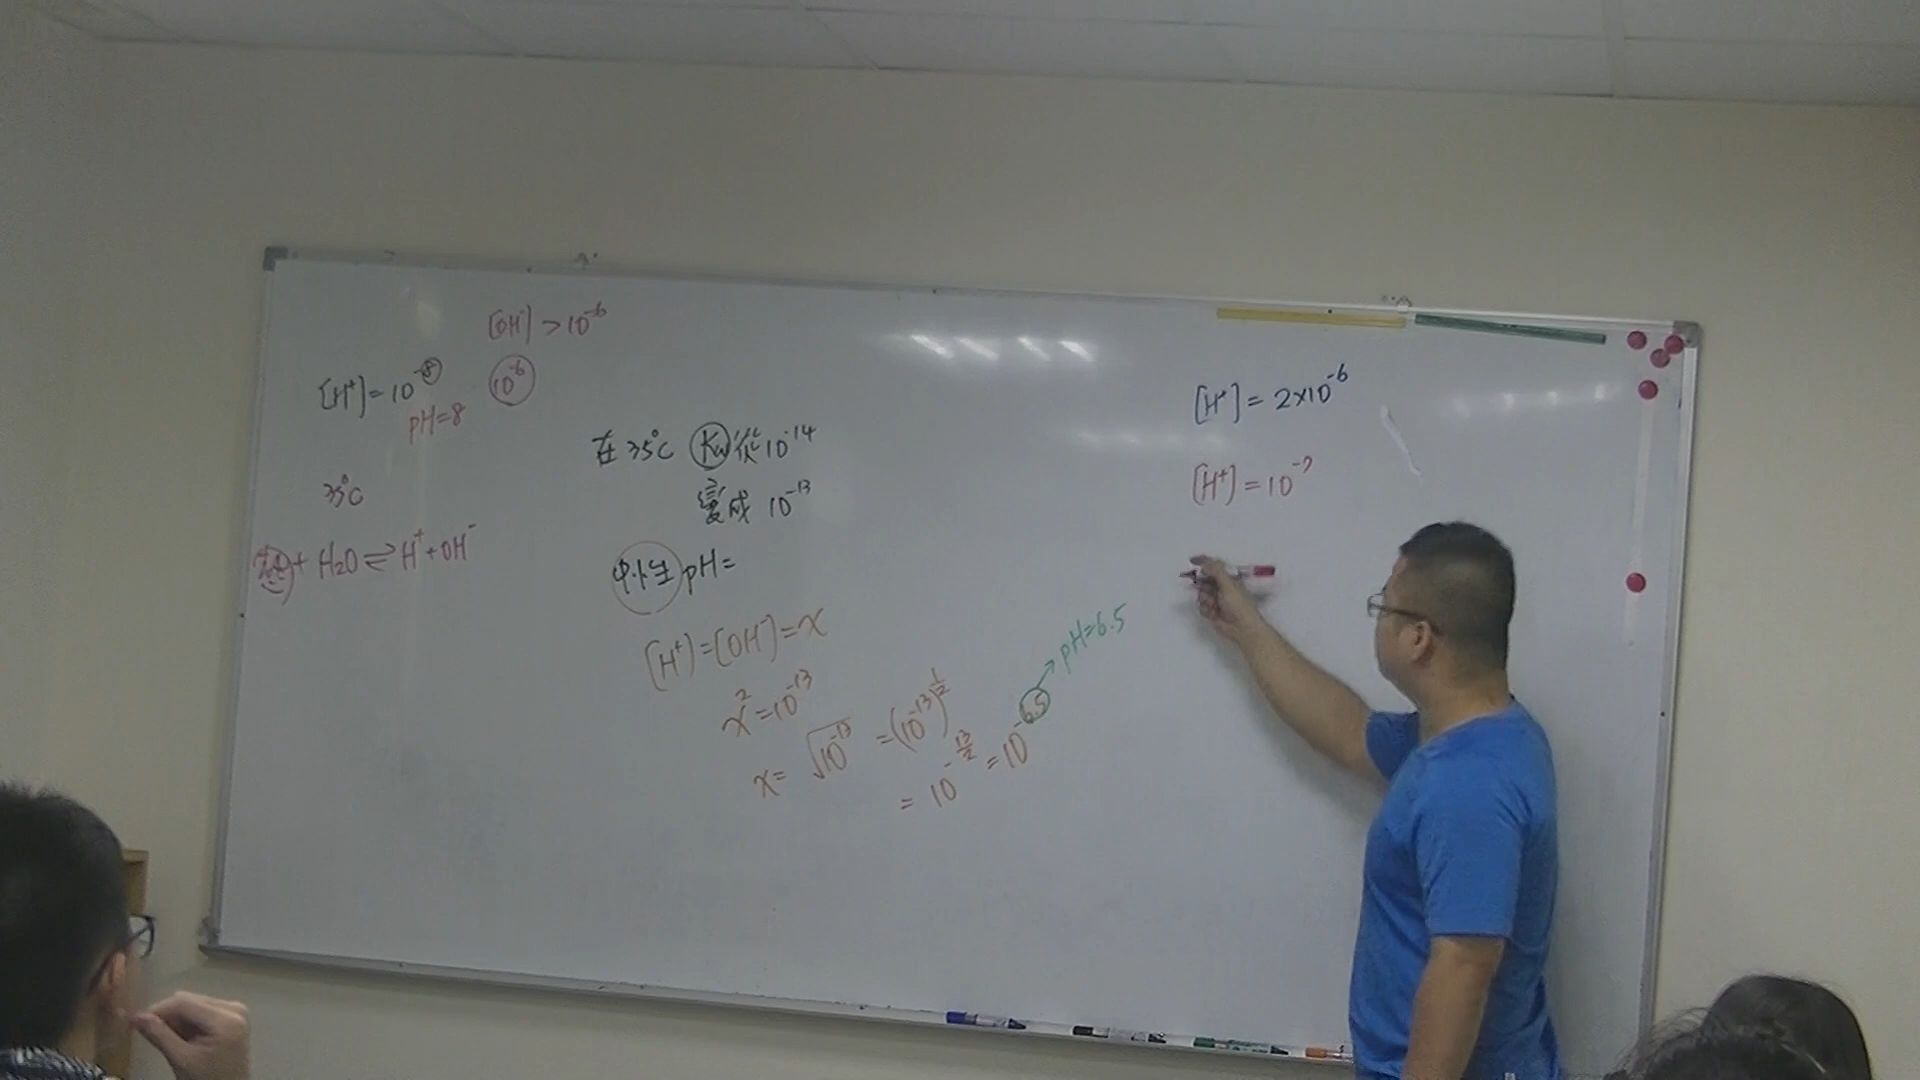 [OH⁻] > 10⁻⁶
[H⁺] = 10⁻⁸
10⁻⁶
pH=8
35°C
熱 + H₂O ⇌ H⁺ + OH⁻
在 35°C Kw 從 10⁻¹⁴
變成 10⁻¹³
中性 pH =
[H⁺] = [OH⁻] = x
x² = 10⁻¹³
x = √10⁻¹³ = (10⁻¹³)^½
= 10^-13/2 = 10^-6.5 → pH=6.5
[H⁺] = 2×10⁻⁶
[H⁺] = 10⁻⁷